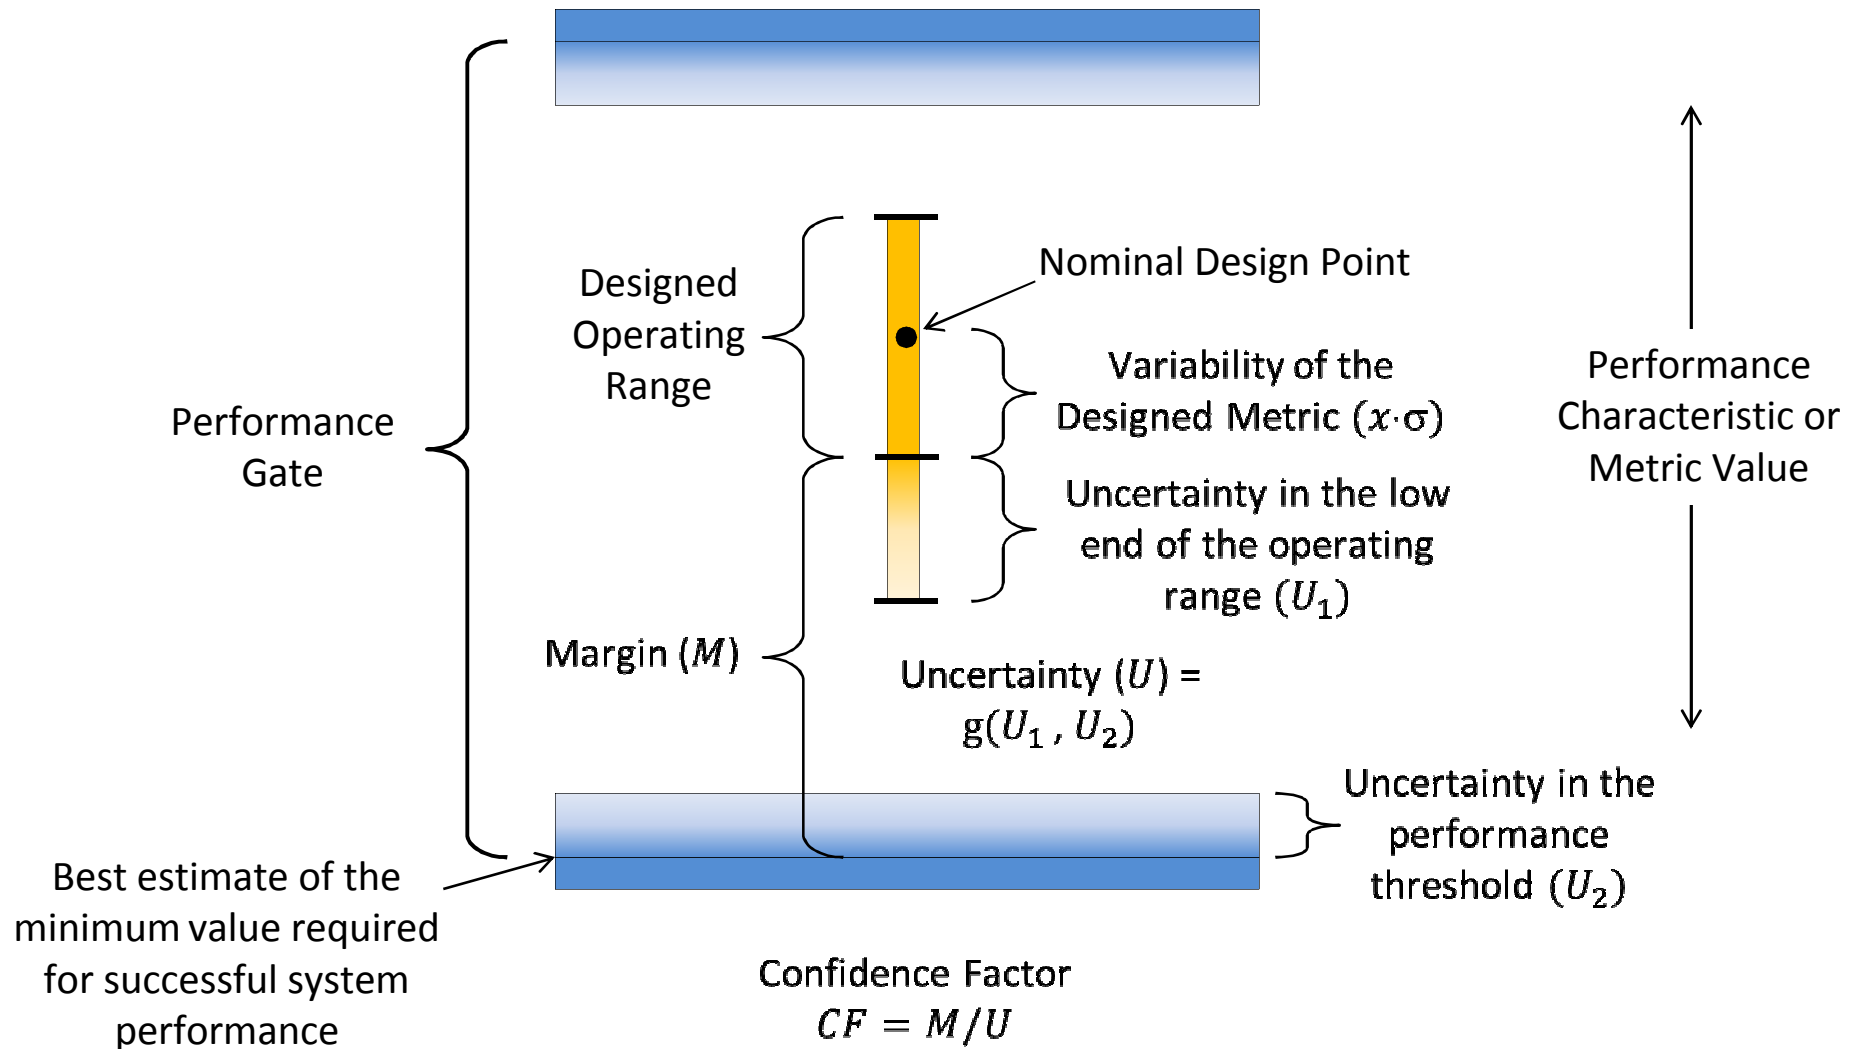 Nominal Design Point
Designed
Operating
Range
Variability of the
Designed Metric (x·σ)
Performance
Characteristic or
Metric Value
Performance
Gate
Uncertainty in the low
end of the operating
range (U₁)
Margin (M)
Uncertainty (U) =
g(U₁ , U₂)
Uncertainty in the
performance
threshold (U₂)
Best estimate of the
minimum value required
for successful system
performance
Confidence Factor
CF = M/U